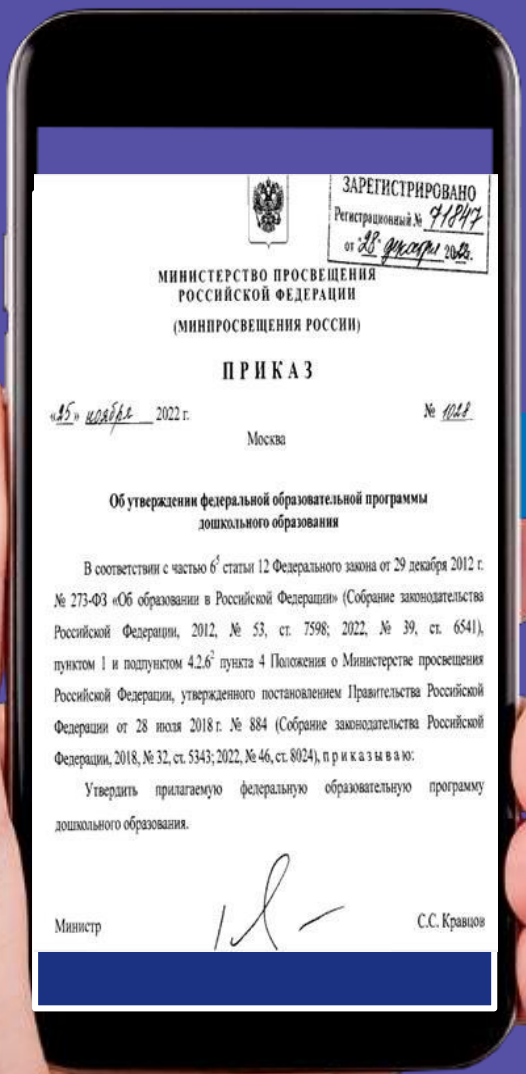 ЗАРЕГИСТРИРОВАНО
Регистрационный № 71847
от "28" декабря 2022.
МИНИСТЕРСТВО ПРОСВЕЩЕНИЯ
РОССИЙСКОЙ ФЕДЕРАЦИИ
(МИНПРОСВЕЩЕНИЯ РОССИИ)
ПРИКАЗ
«25» ноября 2022 г.
№ 1028
Москва
Об утверждении федеральной образовательной программы
дошкольного образования
В соответствии с частью 6⁵ статьи 12 Федерального закона от 29 декабря 2012 г.
№ 273-ФЗ «Об образовании в Российской Федерации» (Собрание законодательства
Российской Федерации, 2012, № 53, ст. 7598; 2022, № 39, ст. 6541),
пунктом 1 и подпунктом 4.2.6² пункта 4 Положения о Министерстве просвещения
Российской Федерации, утвержденного постановлением Правительства Российской
Федерации от 28 июля 2018 г. № 884 (Собрание законодательства Российской
Федерации, 2018, № 32, ст. 5343; 2022, № 46, ст. 8024), п р и к а з ы в а ю:
Утвердить прилагаемую федеральную образовательную программу
дошкольного образования.
Министр
С.С. Кравцов